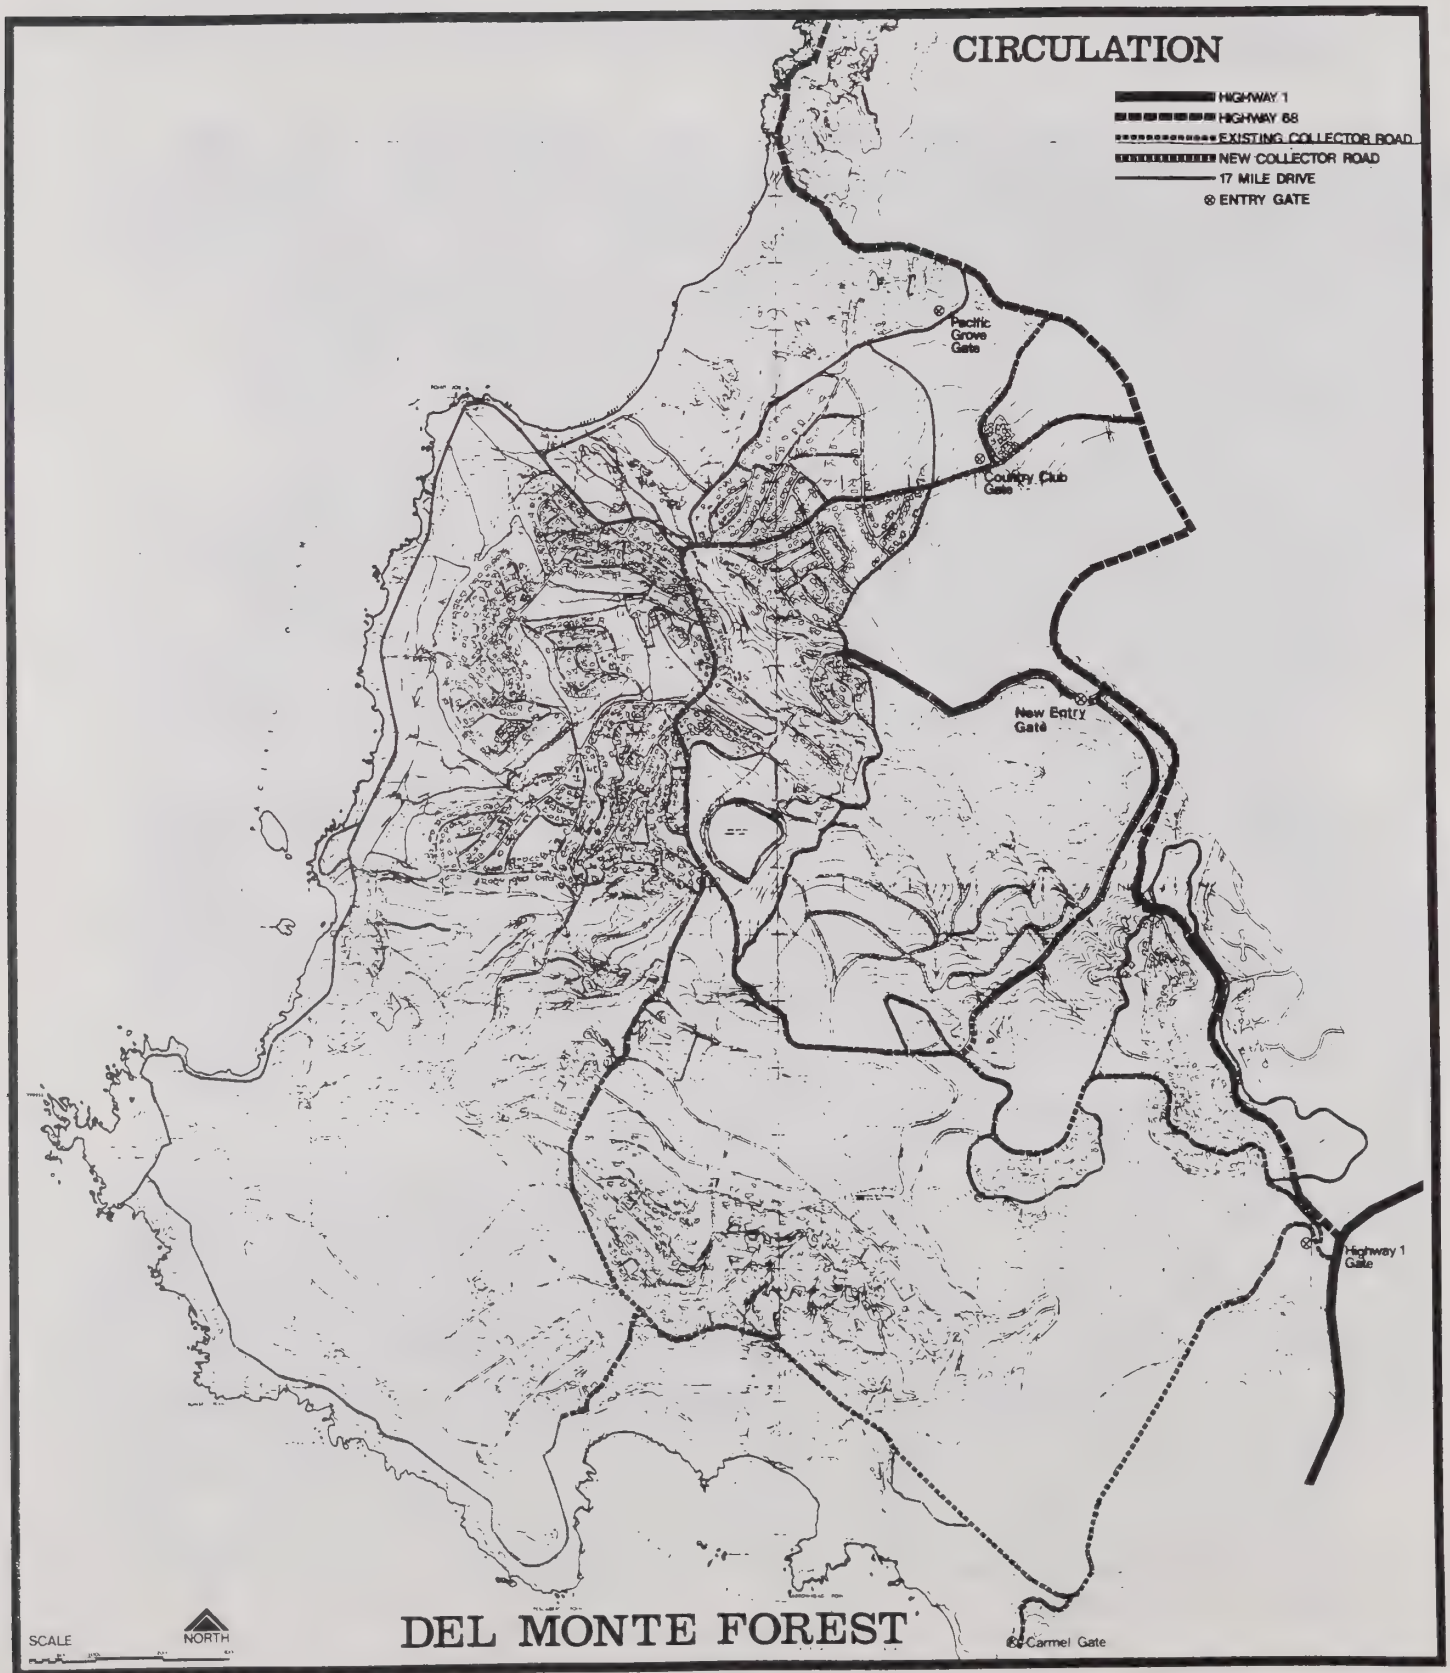 CIRCULATION
HIGHWAY 1
HIGHWAY 68
EXISTING COLLECTOR ROAD
NEW COLLECTOR ROAD
17 MILE DRIVE
ENTRY GATE
Pacific
Grove
Gate
Country Club
Gate
New Entry
Gate
Highway 1
Gate
Carmel Gate
DEL MONTE FOREST
SCALE
NORTH